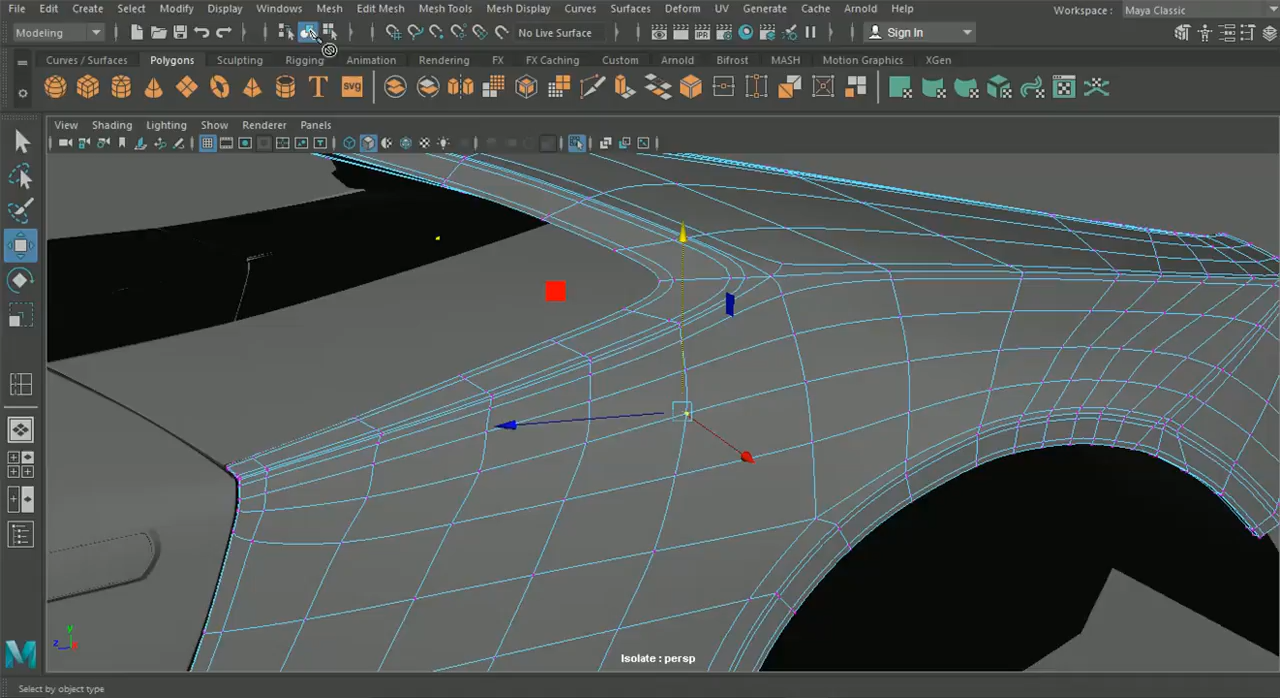 File Edit Create Select Modify Display Windows Mesh Edit Mesh Mesh Tools Mesh Display Curves Surfaces Deform UV Generate Cache Arnold Help Workspace : Maya Classic
Modeling No Live Surface IPR Sign In
Curves / Surfaces Polygons Sculpting Rigging Animation Rendering FX FX Caching Custom Arnold Bifrost MASH Motion Graphics XGen
T SVG
View Shading Lighting Show Renderer Panels
y
z x
Isolate : persp
M
Select by object type